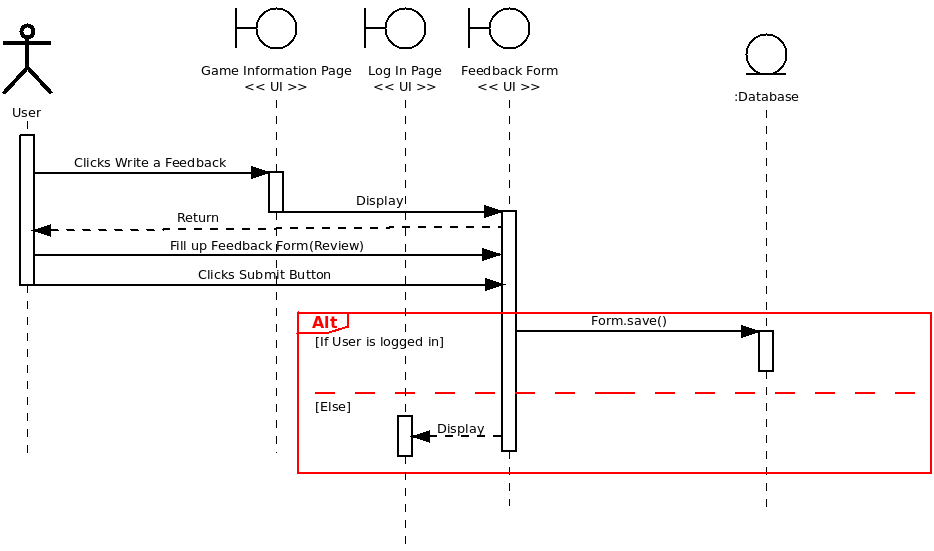 Game Information Page
<< UI >>
Log In Page
<< UI >>
Feedback Form
<< UI >>
:Database
User
Clicks Write a Feedback
Display
Return
Fill up Feedback Form(Review)
Clicks Submit Button
Alt
Form.save()
[If User is logged in]
[Else]
Display